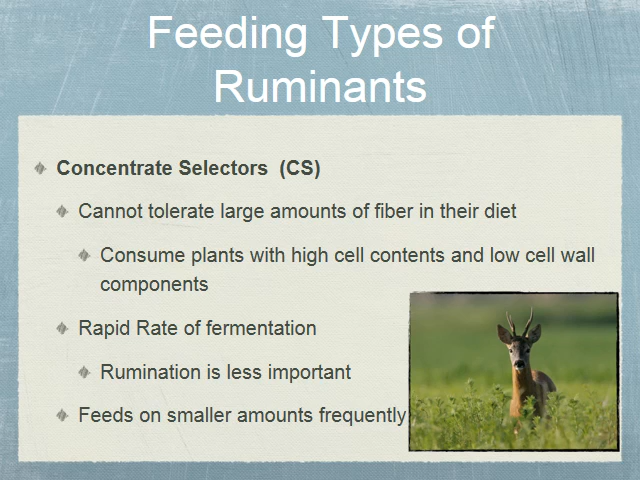 Feeding Types of
Ruminants
Concentrate Selectors  (CS)
Cannot tolerate large amounts of fiber in their diet
Consume plants with high cell contents and low cell wall
components
Rapid Rate of fermentation
Rumination is less important
Feeds on smaller amounts frequently